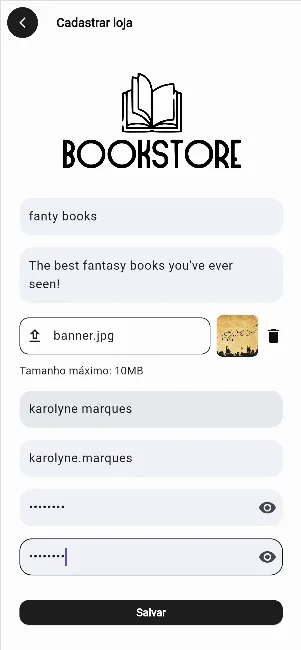 Cadastrar loja
BOOKSTORE
fanty books
The best fantasy books you've ever
seen!
banner.jpg
Tamanho máximo: 10MB
karolyne marques
karolyne.marques
••••••••
••••••••
Salvar